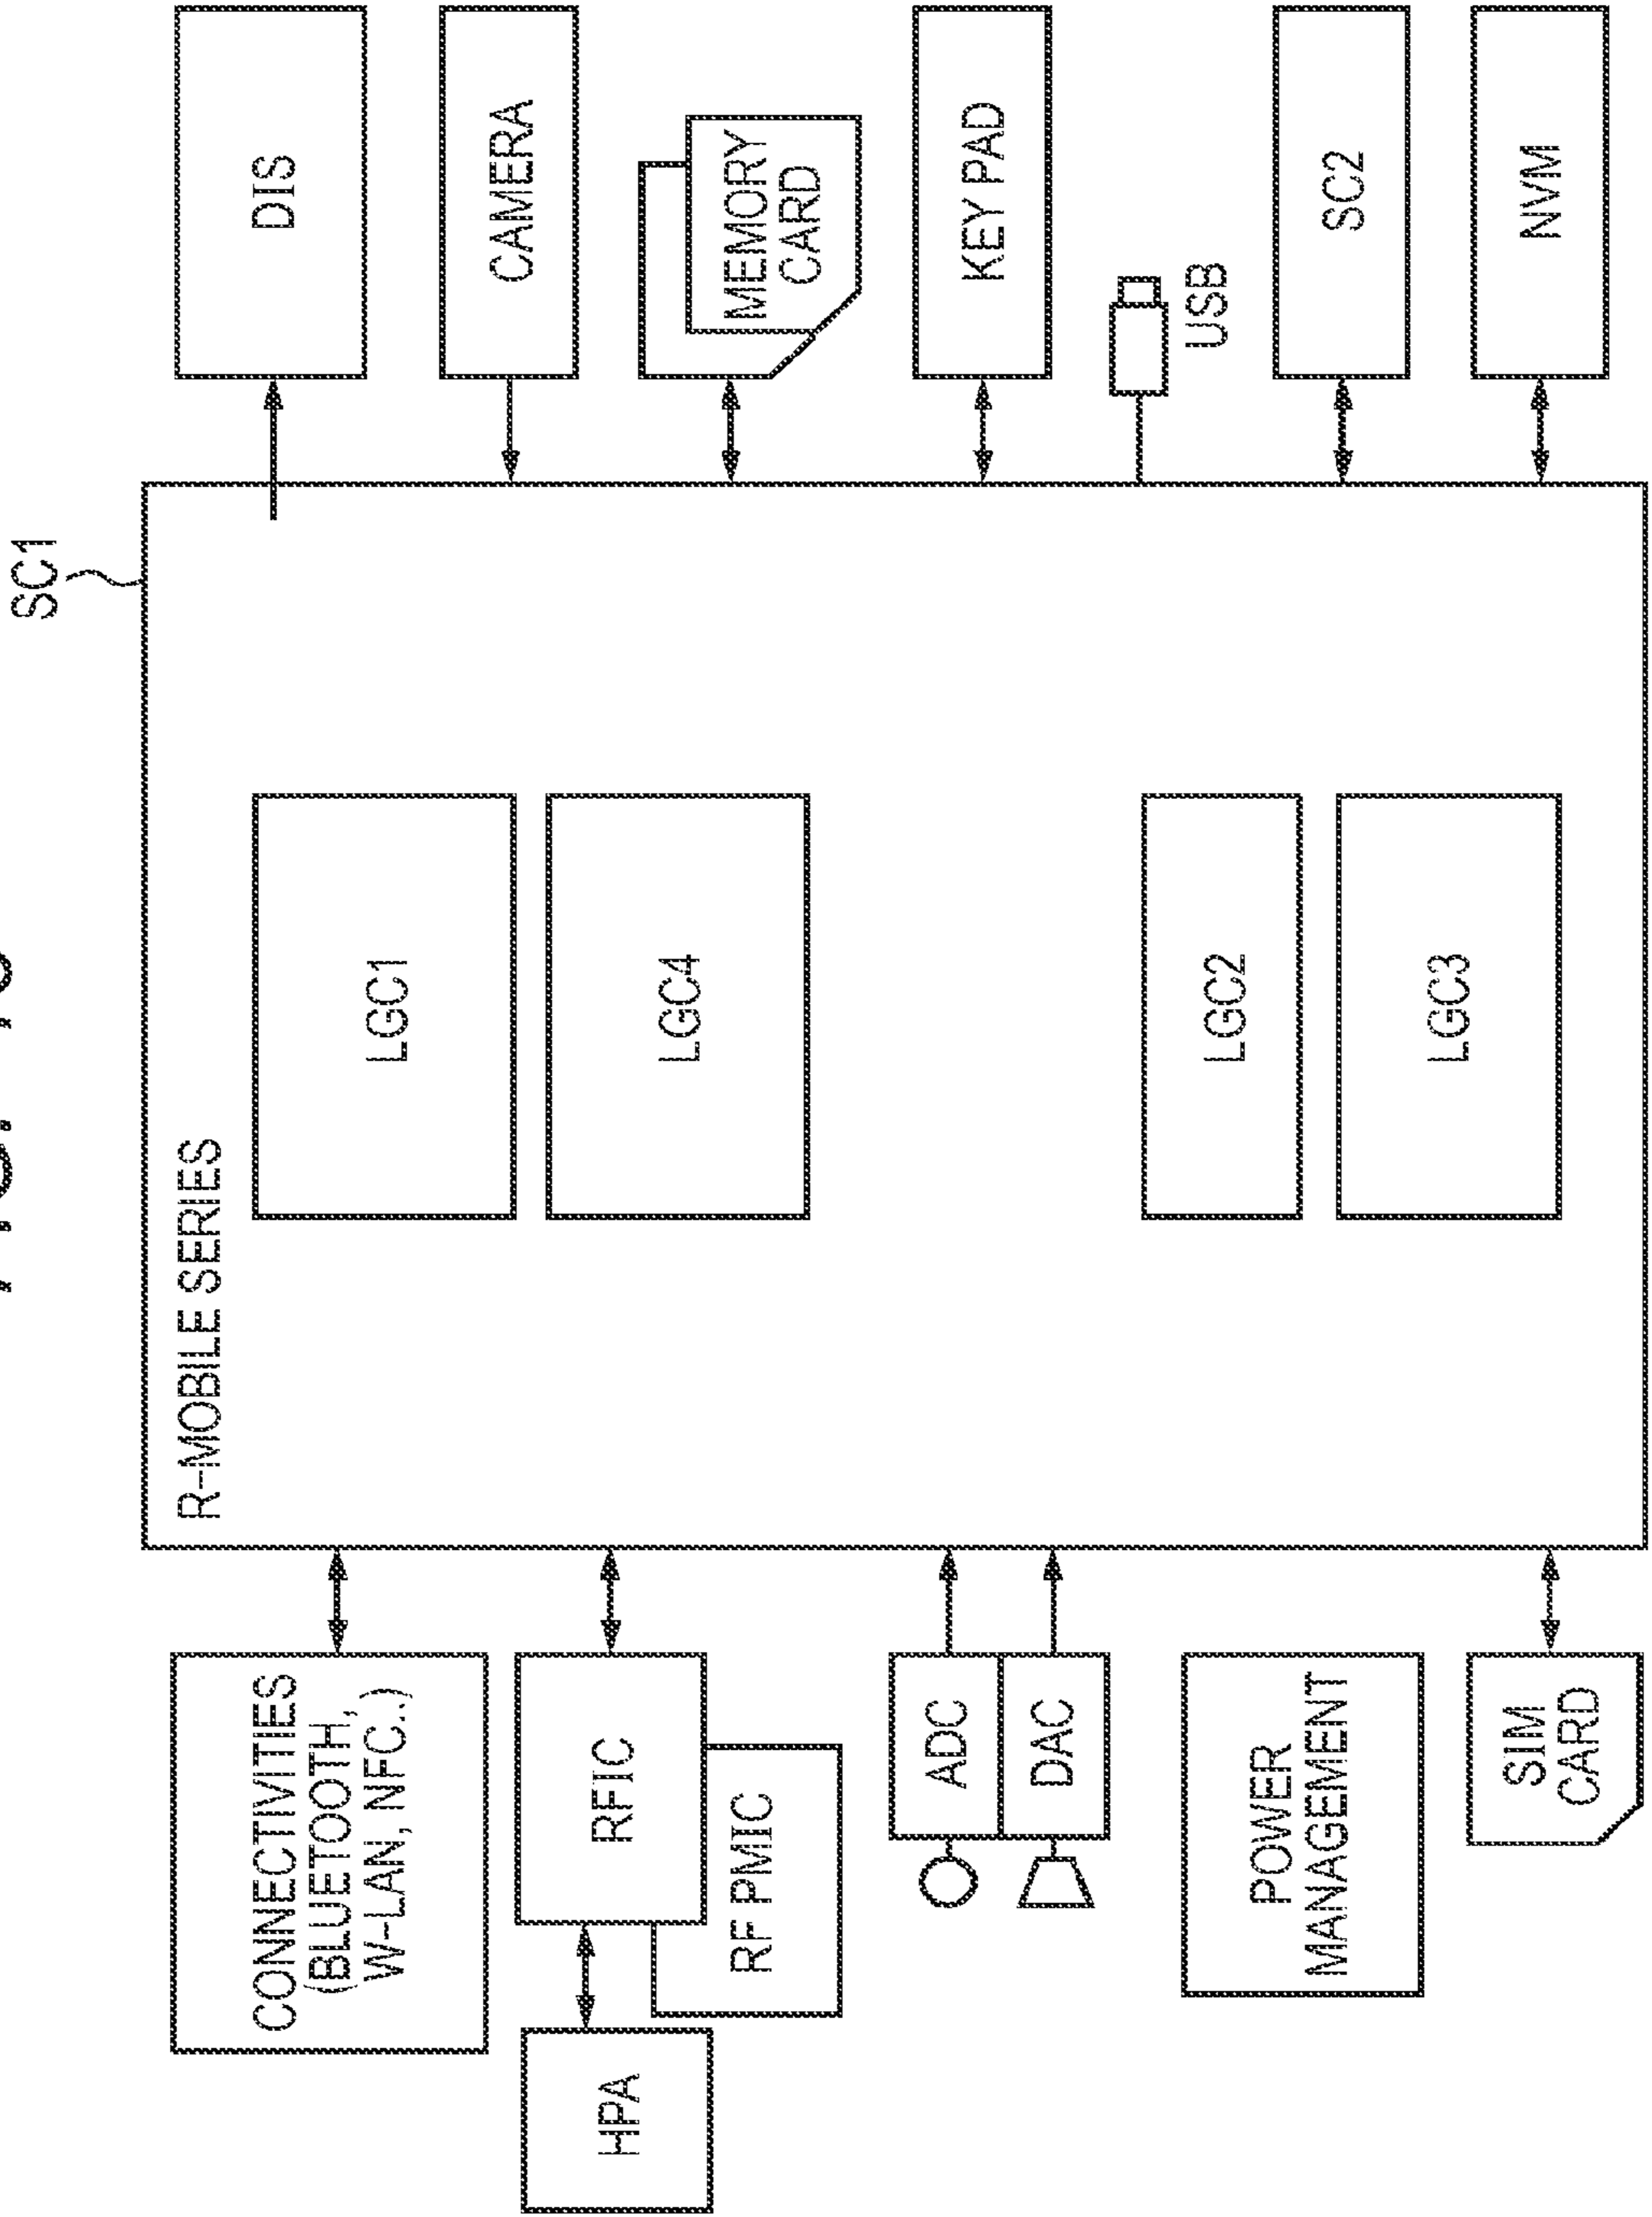 SC1
CONNECTIVITIES
(BLUETOOTH,
W-LAN, NFC..)
R-MOBILE SERIES
DIS
LGC1
CAMERA
HPA
RFIC
RF PMIC
LGC4
MEMORY
CARD
ADC
DAC
KEY PAD
USB
POWER
MANAGEMENT
LGC2
SC2
SIM
CARD
LGC3
NVM